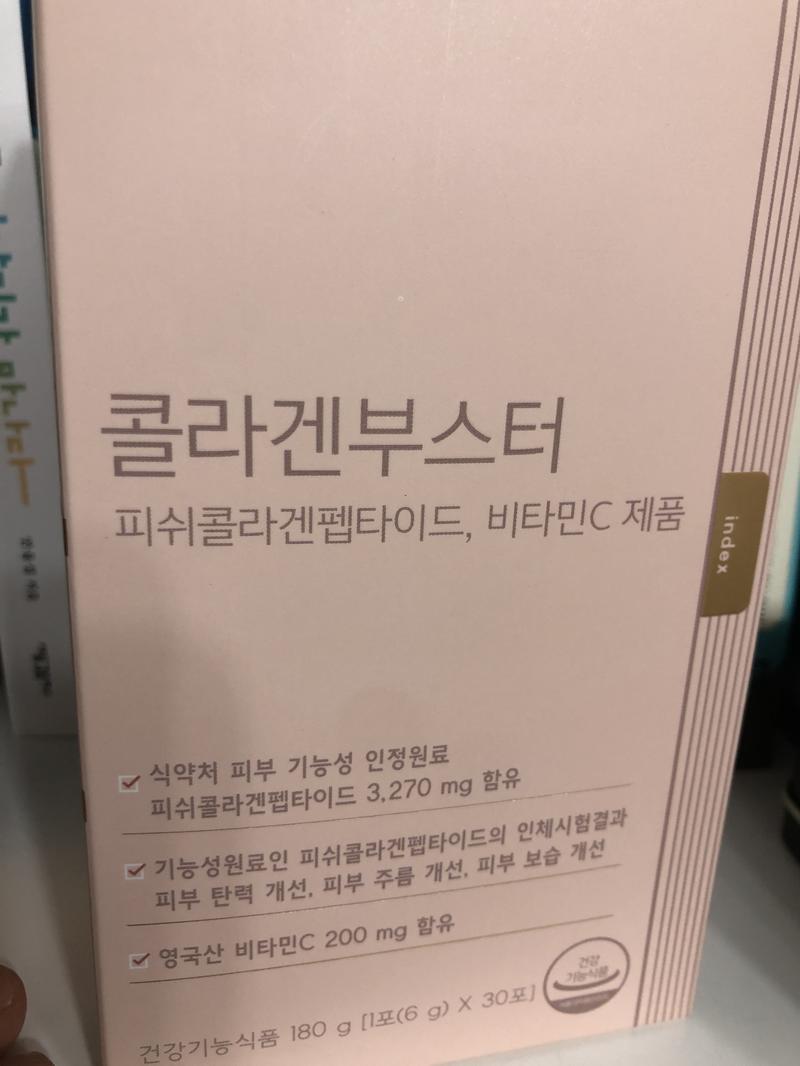 콜라겐부스터
피쉬콜라겐펩타이드, 비타민C 제품
index
식약처 피부 기능성 인정원료
피쉬콜라겐펩타이드 3,270 mg 함유
기능성원료인 피쉬콜라겐펩타이드의 인체시험결과
피부 탄력 개선, 피부 주름 개선, 피부 보습 개선
영국산 비타민C 200 mg 함유
건강
기능식품
건강기능식품 180 g [1포(6 g) X 30포]
만나다